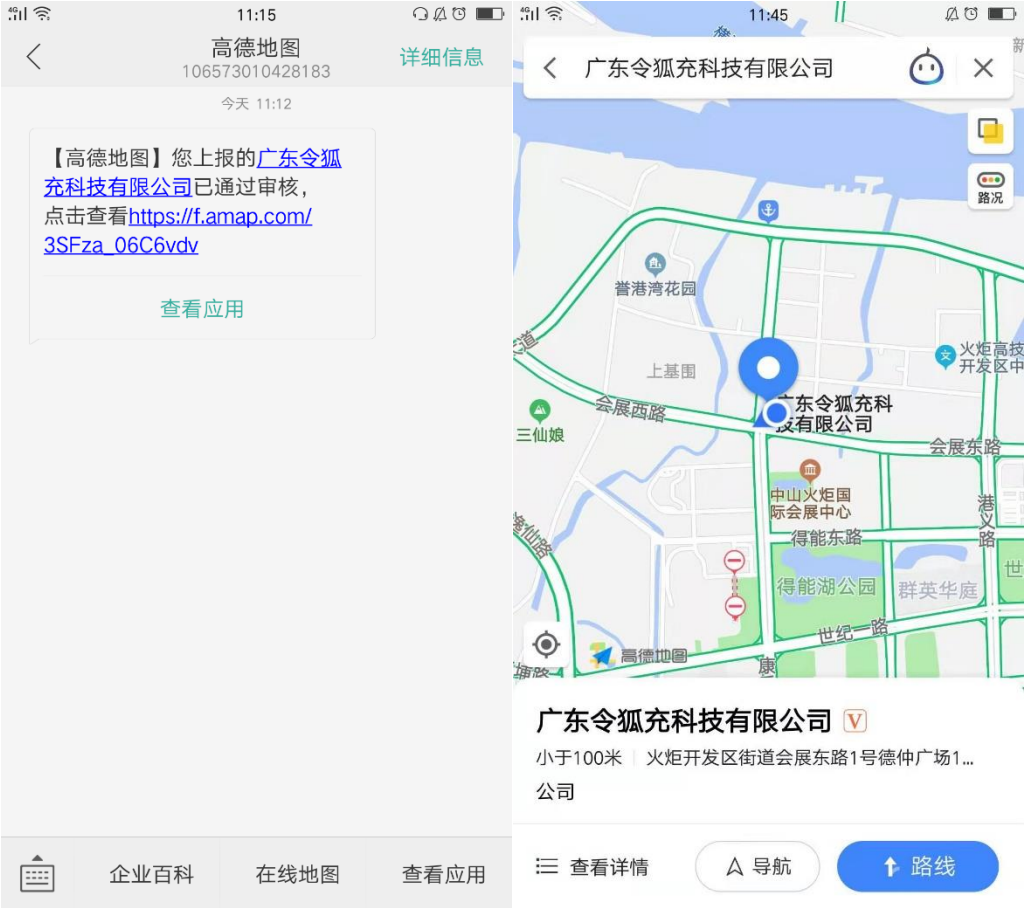 4G 11:15
高德地图
106573010428183
详细信息
今天 11:12
【高德地图】您上报的广东令狐
充科技有限公司已通过审核，
点击查看https://f.amap.com/
3SFza_06C6vdv
查看应用
企业百科
在线地图
查看应用
4G 11:45
广东令狐充科技有限公司
路况
誉港湾花园
上基围
火炬高技
开发区中
三仙娘
会展西路
广东令狐充科
技有限公司
会展东路
中山火炬国
际会展中心
港义路
得能东路
逸仙路
得能湖公园
群英华庭
世
世纪一路
高德地图
康
广东令狐充科技有限公司 V
小于100米
火炬开发区街道会展东路1号德仲广场1...
公司
查看详情
导航
路线